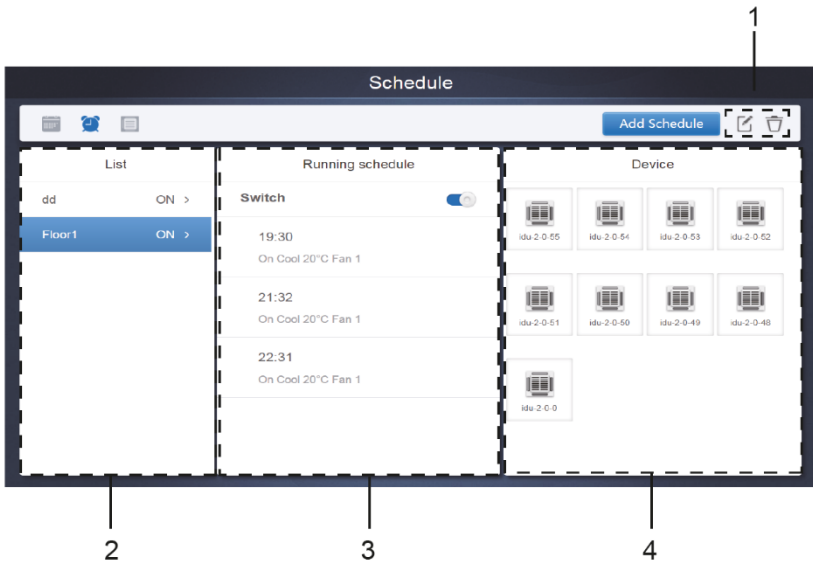 1
Schedule
Add Schedule
List
Running schedule
Device
dd ON >
Switch
Floor1 ON >
19:30
On Cool 20°C Fan 1
21:32
On Cool 20°C Fan 1
22:31
On Cool 20°C Fan 1
idu-2-0-55 idu-2-0-54 idu-2-0-53 idu-2-0-52
idu-2-0-51 idu-2-0-50 idu-2-0-49 idu-2-0-48
idu-2-0-0
2 3 4